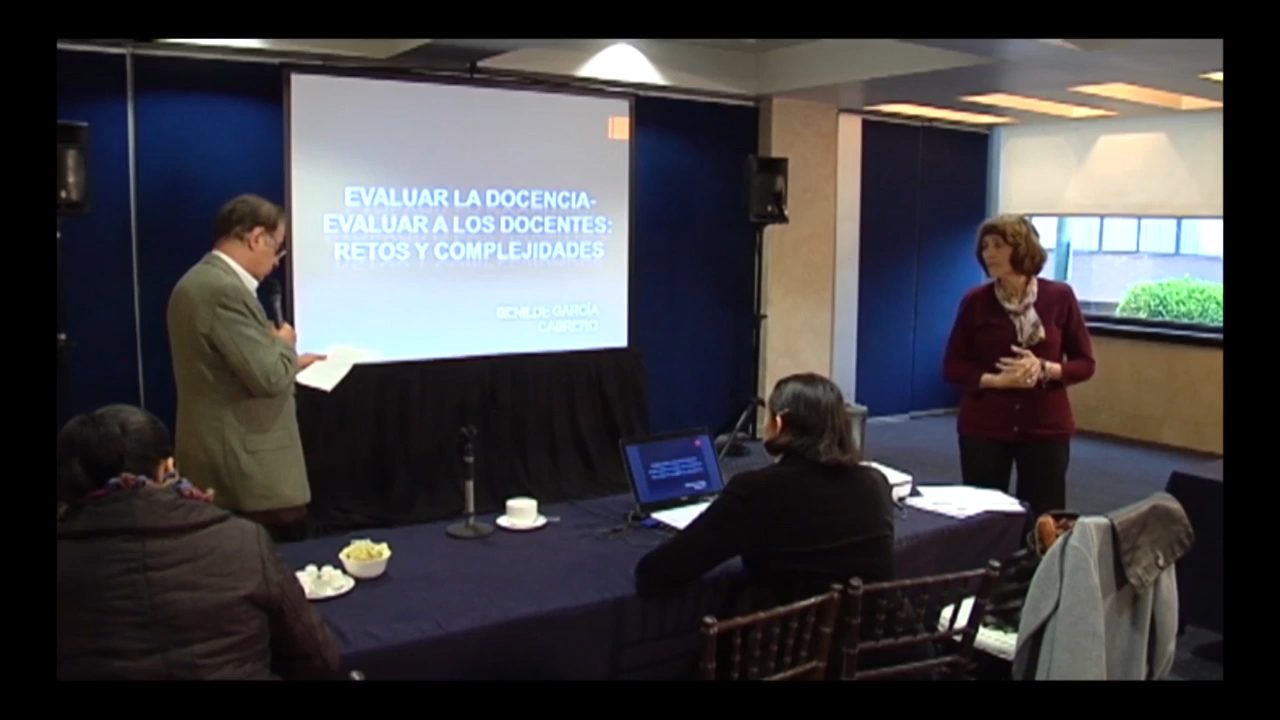 EVALUAR LA DOCENCIA-
EVALUAR A LOS DOCENTES:
RETOS Y COMPLEJIDADES
BENILDE GARCÍA
CABRERO